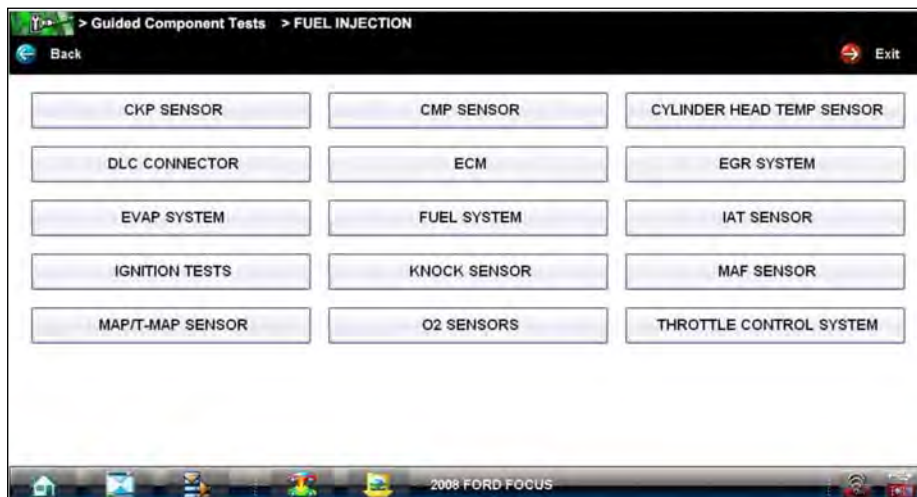 > Guided Component Tests > FUEL INJECTION
Back Exit
CKP SENSOR CMP SENSOR CYLINDER HEAD TEMP SENSOR
DLC CONNECTOR ECM EGR SYSTEM
EVAP SYSTEM FUEL SYSTEM IAT SENSOR
IGNITION TESTS KNOCK SENSOR MAF SENSOR
MAP/T-MAP SENSOR O2 SENSORS THROTTLE CONTROL SYSTEM
2008 FORD FOCUS